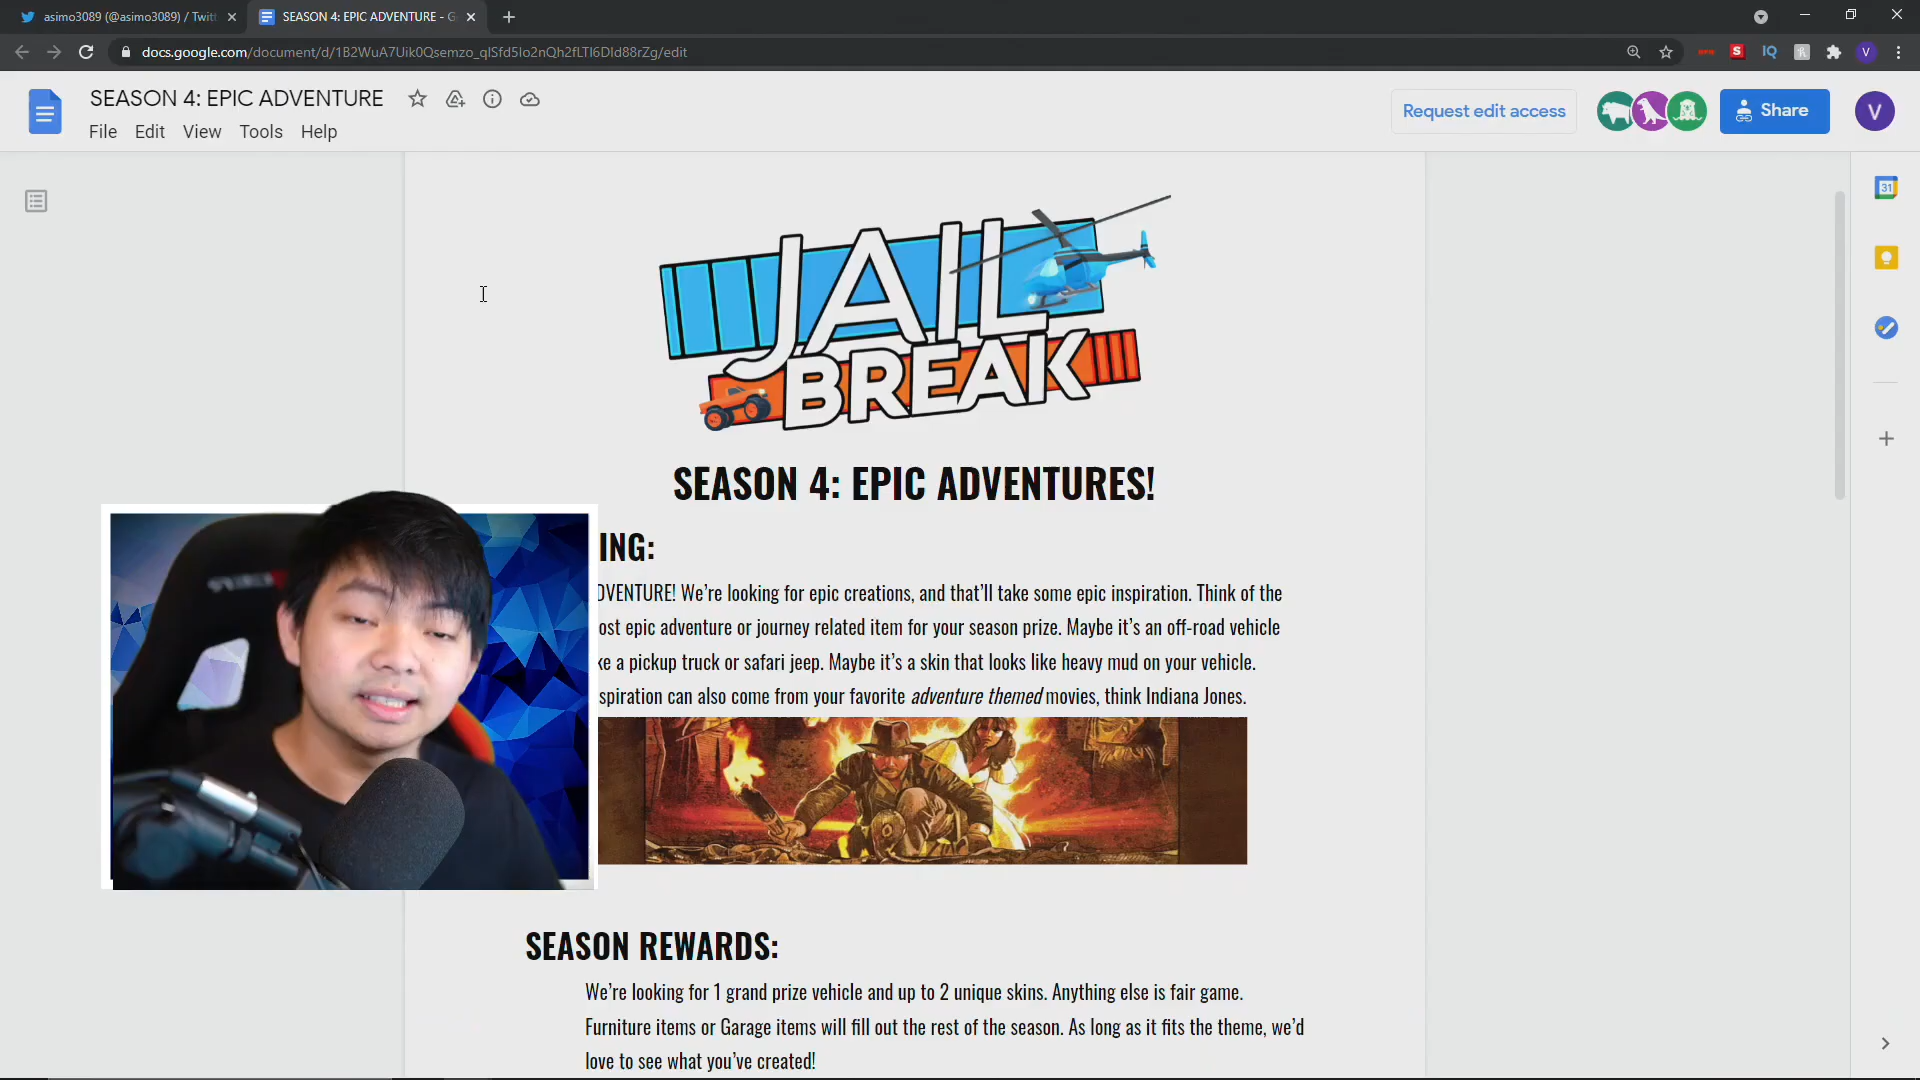 asimo3089 (@asimo3089) / Twitt
SEASON 4: EPIC ADVENTURE - G
docs.google.com/document/d/1B2WuA7Uik0Qsemzo_qlSfd5Io2nQh2fLTl6DId88rZg/edit
SEASON 4: EPIC ADVENTURE
File Edit View Tools Help
Request edit access
Share
V
JAIL
BREAK
SEASON 4: EPIC ADVENTURES!
ING:
DVENTURE! We're looking for epic creations, and that'll take some epic inspiration. Think of the
ost epic adventure or journey related item for your season prize. Maybe it's an off-road vehicle
ke a pickup truck or safari jeep. Maybe it's a skin that looks like heavy mud on your vehicle.
spiration can also come from your favorite adventure themed movies, think Indiana Jones.
SEASON REWARDS:
We're looking for 1 grand prize vehicle and up to 2 unique skins. Anything else is fair game.
Furniture items or Garage items will fill out the rest of the season. As long as it fits the theme, we'd
love to see what you've created!